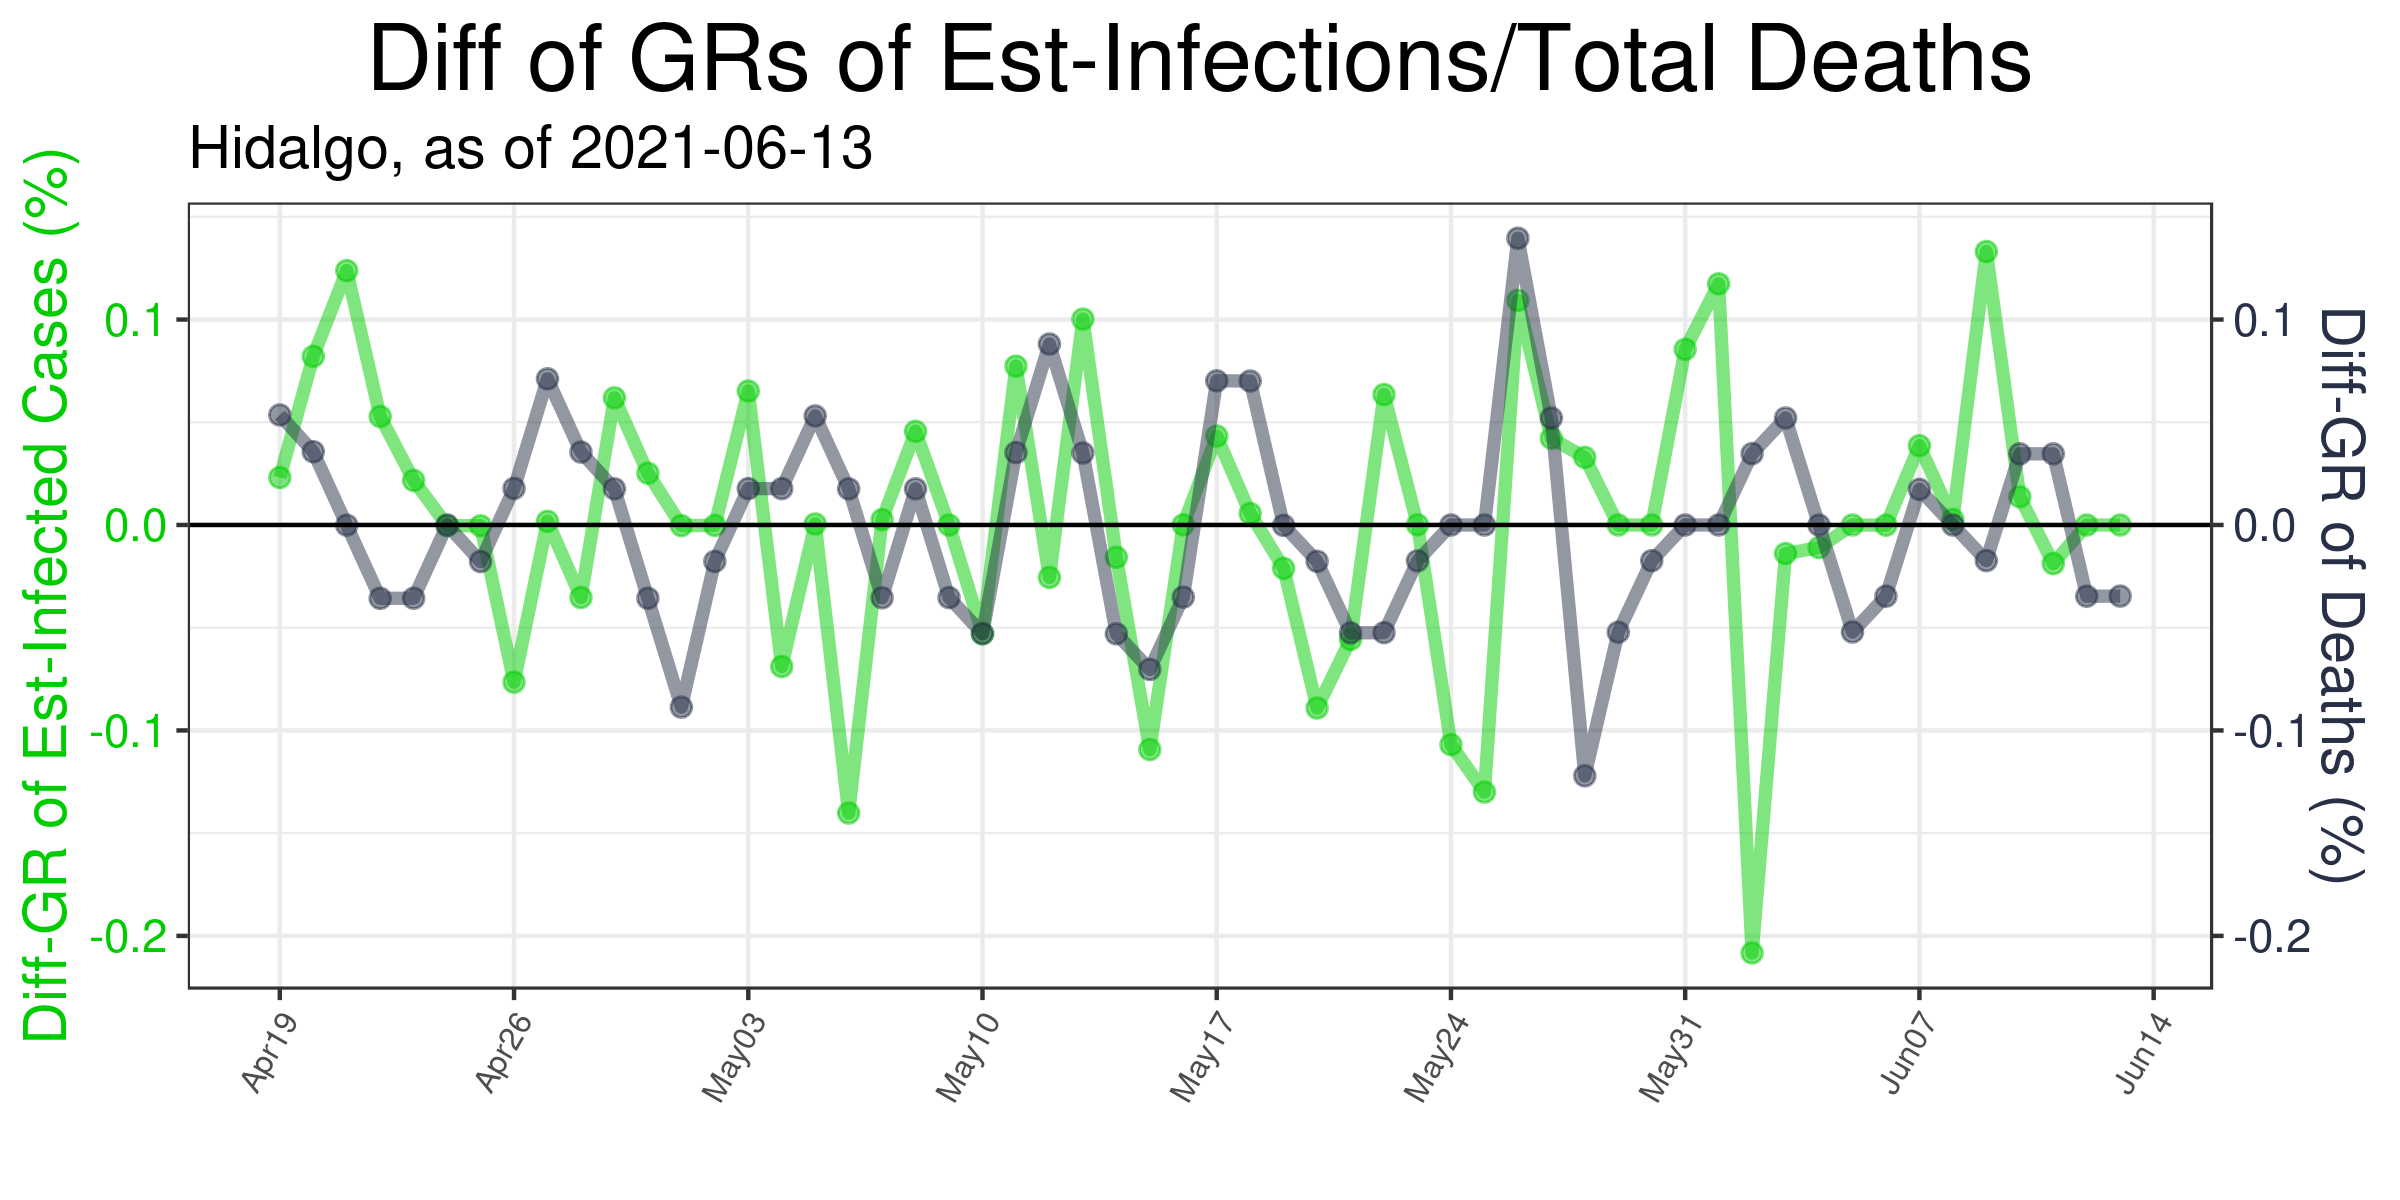 Diff of GRs of Est-Infections/Total Deaths
Hidalgo, as of 2021-06-13
Diff-GR of Est-Infected Cases (%)
0.1
0.0
-0.1
-0.2
0.1
0.0
-0.1
-0.2
Diff-GR of Deaths (%)
Apr19
Apr26
May03
May10
May17
May24
May31
Jun07
Jun14